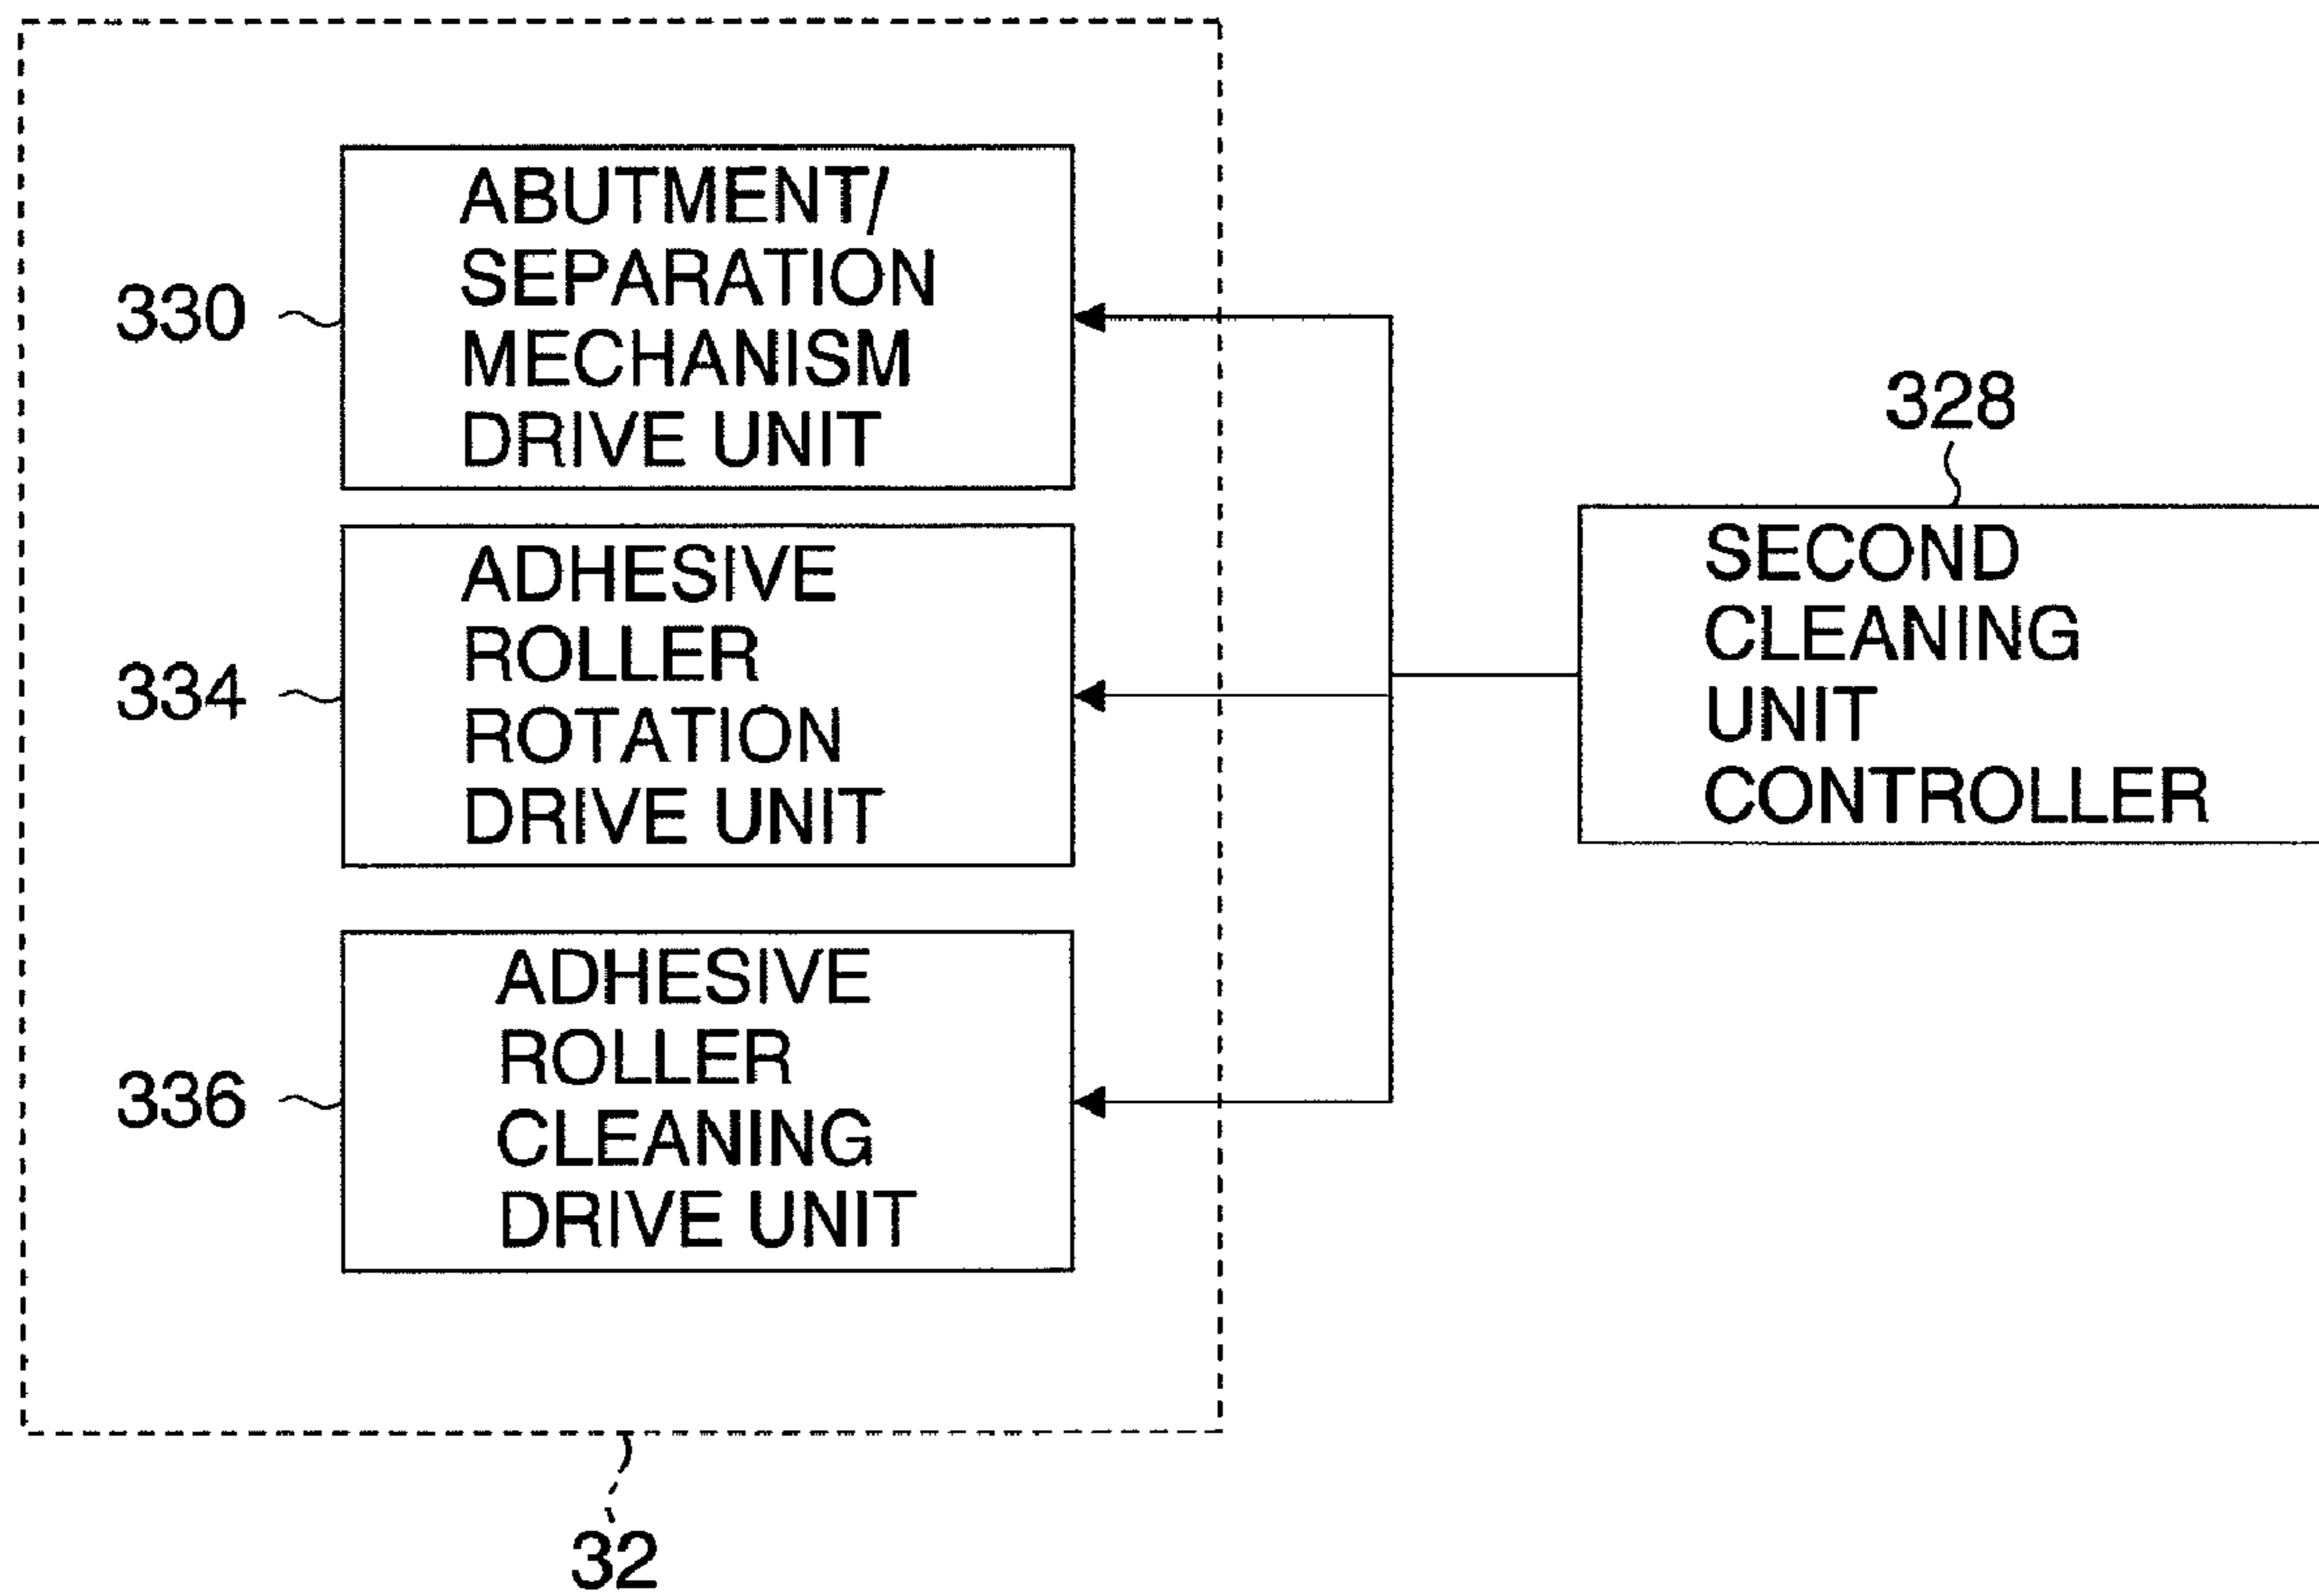 330
ABUTMENT/
SEPARATION
MECHANISM
DRIVE UNIT
334
ADHESIVE
ROLLER
ROTATION
DRIVE UNIT
336
ADHESIVE
ROLLER
CLEANING
DRIVE UNIT
328
SECOND
CLEANING
UNIT
CONTROLLER
32